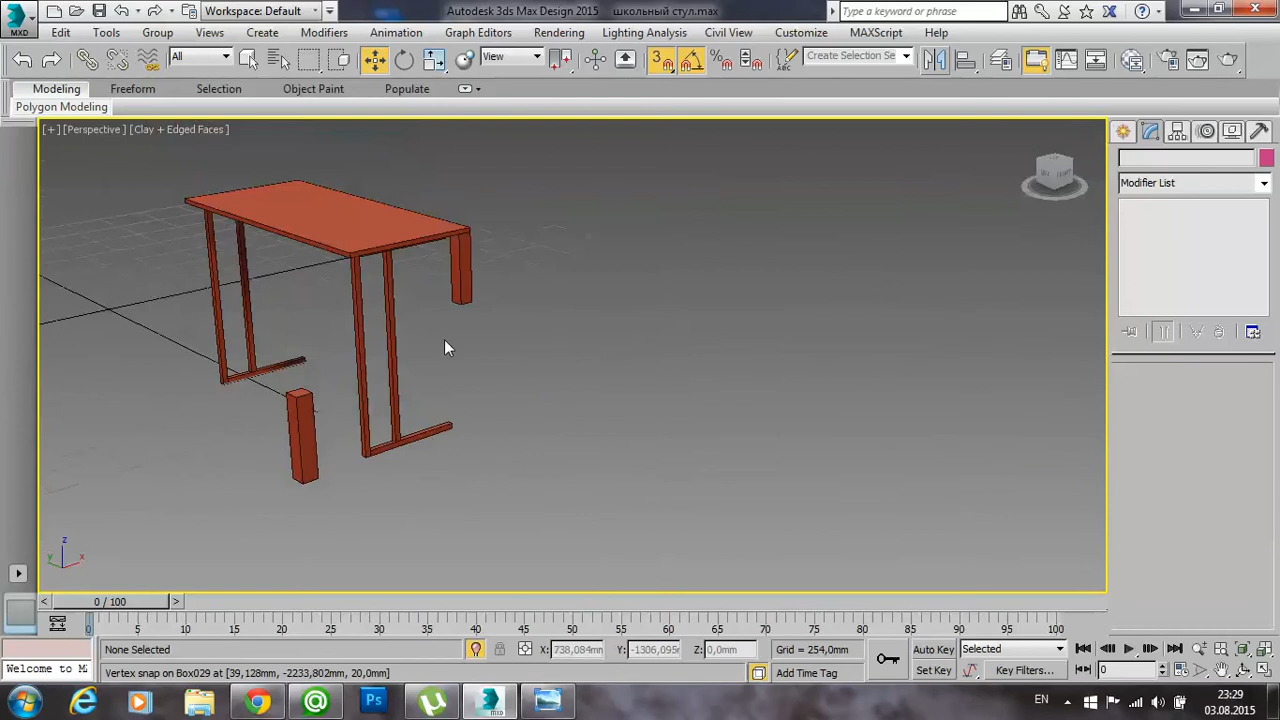 MXD
Workspace: Default
Autodesk 3ds Max Design 2015 школьный стул.max
Type a keyword or phrase
Edit Tools Group Views Create Modifiers Animation Graph Editors Rendering Lighting Analysis Civil View Customize MAXScript Help
All
View
3
Create Selection Se
Modeling Freeform Selection Object Paint Populate
Polygon Modeling
[+] [Perspective ] [Clay + Edged Faces ]
Modifier List
z
y x
< 0 / 100 >
0 5 10 15 20 25 30 35 40 45 50 55 60 65 70 75 80 85 90 95 100
None Selected
X: 738,084mm Y: -1306,095m Z: 0,0mm Grid = 254,0mm
Auto Key Selected
Welcome to M
Vertex snap on Box029 at [39,128mm, -2233,802mm, 20,0mm]
Add Time Tag
Set Key Key Filters...
0
Ps
MXD
EN
23:29
03.08.2015